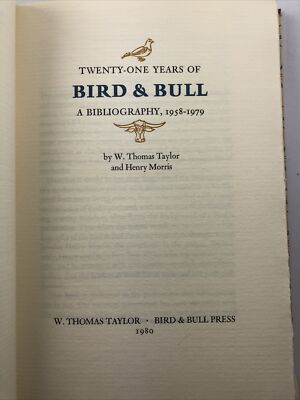 TWENTY-ONE YEARS OF
BIRD & BULL
A BIBLIOGRAPHY, 1958-1979
by W. Thomas Taylor
and Henry Morris
W. THOMAS TAYLOR · BIRD & BULL PRESS
1980